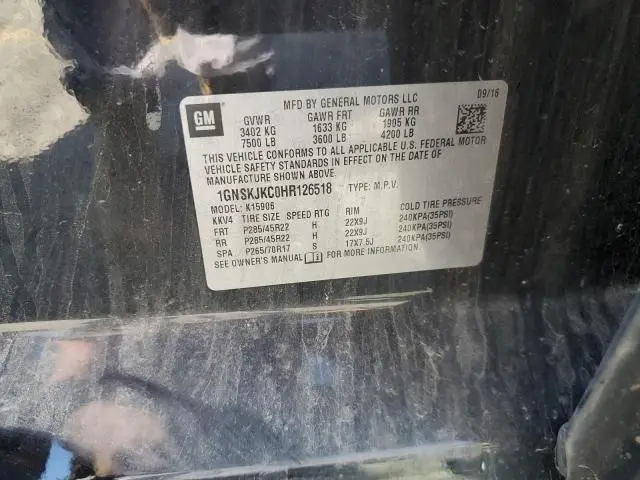 GM
MFD BY GENERAL MOTORS LLC 09/16
GVWR GAWR FRT GAWR RR
3402 KG 1633 KG 1905 KG
7500 LB 3600 LB 4200 LB
THIS VEHICLE CONFORMS TO ALL APPLICABLE U.S. FEDERAL MOTOR
VEHICLE SAFETY STANDARDS IN EFFECT ON THE DATE OF
MANUFACTURE SHOWN ABOVE.
1GNSKJKC0HR126518 TYPE: M.P.V.
MODEL: K15906
KKV4 TIRE SIZE SPEED RTG RIM COLD TIRE PRESSURE
FRT P285/45R22 H 22X9J 240KPA(35PSI)
RR P285/45R22 H 22X9J 240KPA(35PSI)
SPA P265/70R17 S 17X7.5J 240KPA(35PSI)
SEE OWNER'S MANUAL FOR MORE INFORMATION.